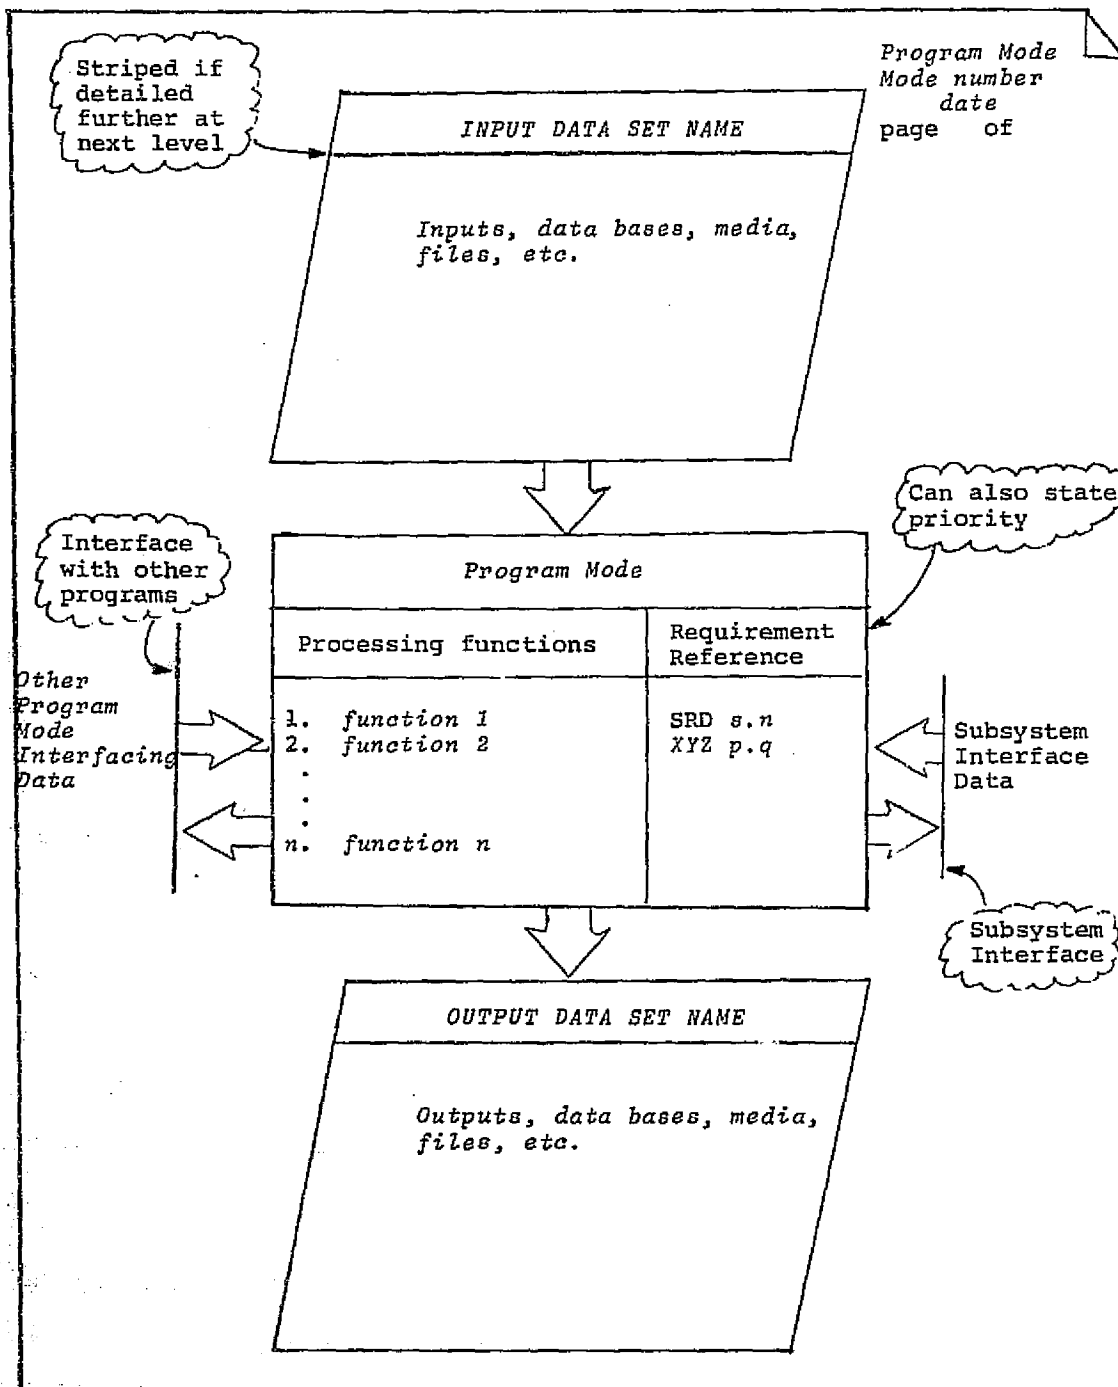 Program Mode
Mode number
date
page of
Striped if
detailed
further at
next level
INPUT DATA SET NAME
Inputs, data bases, media,
files, etc.
Can also state
priority
Interface
with other
programs
Program Mode
Processing functions
Requirement
Reference
Other
Program
Mode
Interfacing
Data
1. function 1
SRD s.n
2. function 2
XYZ p.q
.
.
.
n. function n
Subsystem
Interface
Data
Subsystem
Interface
OUTPUT DATA SET NAME
Outputs, data bases, media,
files, etc.